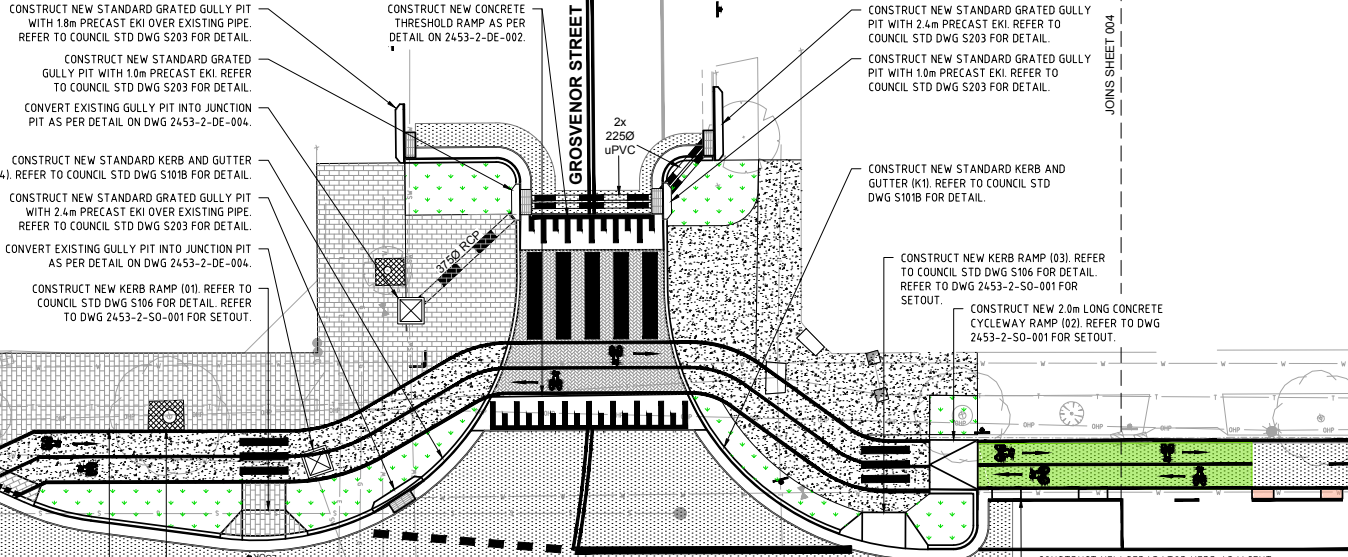 CONSTRUCT NEW STANDARD GRATED GULLY PIT
WITH 1.8m PRECAST EKI OVER EXISTING PIPE.
REFER TO COUNCIL STD DWG S203 FOR DETAIL.
CONSTRUCT NEW STANDARD GRATED
GULLY PIT WITH 1.0m PRECAST EKI. REFER
TO COUNCIL STD DWG S203 FOR DETAIL.
CONVERT EXISTING GULLY PIT INTO JUNCTION
PIT AS PER DETAIL ON DWG 2453-2-DE-004.
CONSTRUCT NEW STANDARD KERB AND GUTTER
4). REFER TO COUNCIL STD DWG S101B FOR DETAIL.
CONSTRUCT NEW STANDARD GRATED GULLY PIT
WITH 2.4m PRECAST EKI OVER EXISTING PIPE.
REFER TO COUNCIL STD DWG S203 FOR DETAIL.
CONVERT EXISTING GULLY PIT INTO JUNCTION PIT
AS PER DETAIL ON DWG 2453-2-DE-004.
CONSTRUCT NEW KERB RAMP (01). REFER TO
COUNCIL STD DWG S106 FOR DETAIL. REFER
TO DWG 2453-2-SO-001 FOR SETOUT.
CONSTRUCT NEW CONCRETE
THRESHOLD RAMP AS PER
DETAIL ON 2453-2-DE-002.
GROSVENOR STREET
2x
225Ø
uPVC
375Ø RCP
CONSTRUCT NEW STANDARD GRATED GULLY
PIT WITH 2.4m PRECAST EKI. REFER TO
COUNCIL STD DWG S203 FOR DETAIL.
CONSTRUCT NEW STANDARD GRATED GULLY
PIT WITH 1.0m PRECAST EKI. REFER TO
COUNCIL STD DWG S203 FOR DETAIL.
JOINS SHEET 004
CONSTRUCT NEW STANDARD KERB AND
GUTTER (K1). REFER TO COUNCIL STD
DWG S101B FOR DETAIL.
CONSTRUCT NEW KERB RAMP (03). REFER
TO COUNCIL STD DWG S106 FOR DETAIL.
REFER TO DWG 2453-2-SO-001 FOR
SETOUT.
CONSTRUCT NEW 2.0m LONG CONCRETE
CYCLEWAY RAMP (02). REFER TO DWG
2453-2-SO-001 FOR SETOUT.
OHP
OHP
OHP
OHP